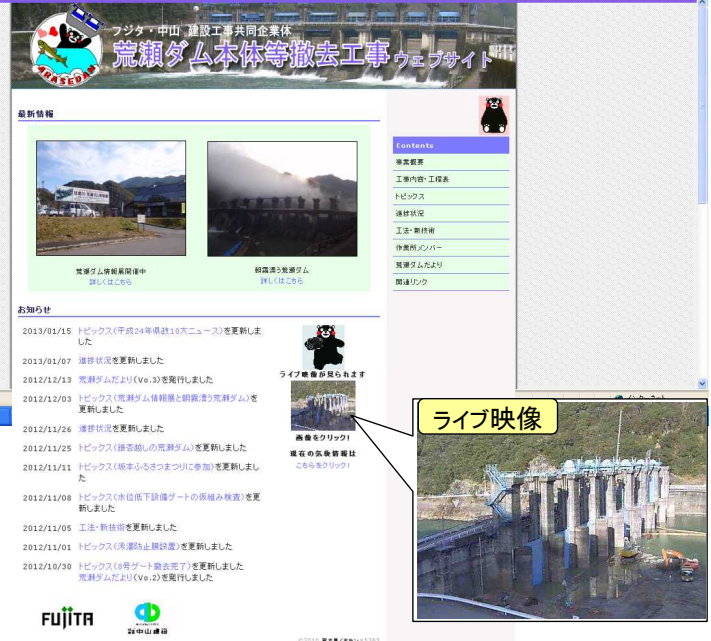 フジタ・中山 建設工事共同企業体
荒瀬ダム本体等撤去工事 ウェブサイト
ARASEDAM
最新情報
荒瀬ダム情報展開催中
詳しくはこちら
朝霧漂う荒瀬ダム
詳しくはこちら
Contents
事業概要
工事内容・工程表
トピックス
進捗状況
工法・新技術
作業所メンバー
荒瀬ダムだより
関連リンク
お知らせ
2013/01/15 トピックス(平成24年県政10大ニュース)を更新しま
した
2013/01/07 進捗状況を更新しました
2012/12/13 荒瀬ダムだより(Vo.3)を発行しました
2012/12/03 トピックス(荒瀬ダム情報展と朝霧漂う荒瀬ダム)を
更新しました
2012/11/26 進捗状況を更新しました
2012/11/25 トピックス(銀杏越しの荒瀬ダム)を更新しました
2012/11/11 トピックス(坂本ふるさとまつりに参加)を更新しまし
た
2012/11/08 トピックス(水位低下設備ゲートの仮組み検査)を更
新しました
2012/11/05 工法・新技術を更新しました
2012/11/01 トピックス(汚濁防止膜設置)を更新しました
2012/10/30 トピックス(8号ゲート撤去完了)を更新しました
荒瀬ダムだより(Vo.2)を発行しました
ライブ映像が見られます
画像をクリック!
現在の気象情報は
こちらをクリック!
ライブ映像
インターネット
FUJITA
中山建設